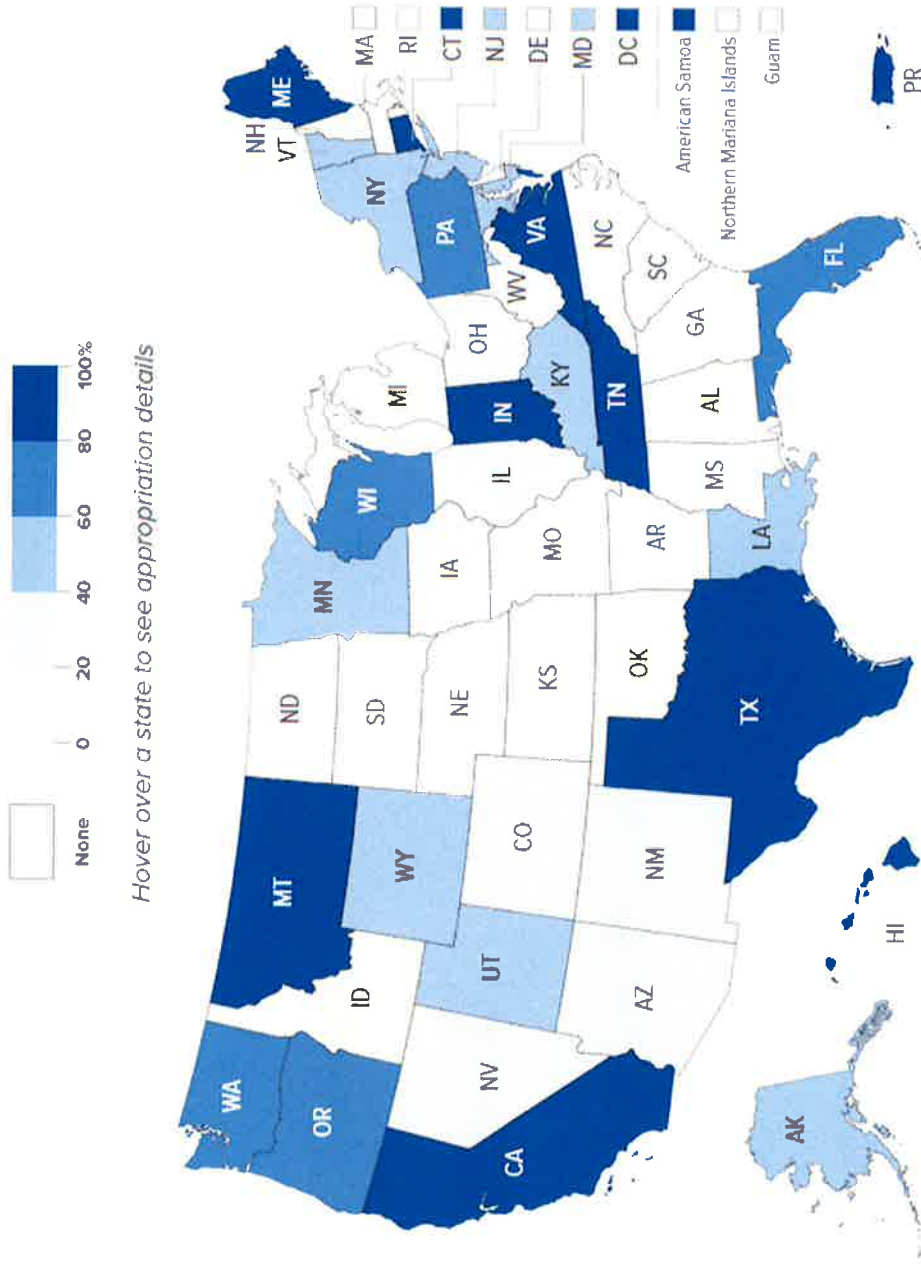 None
0 20 40 60 80 100%
Hover over a state to see appropriation details
WA
MT
ND
MN
ME
NH
VT
OR
ID
SD
WI
MI
NY
MA
RI
CT
NJ
DE
MD
DC
WY
IA
NE
PA
NV
UT
CO
IL
IN
OH
WV
VA
CA
KS
MO
KY
NC
TN
AZ
NM
OK
AR
SC
TX
LA
MS
AL
GA
FL
AK
HI
American Samoa
Northern Mariana Islands
Guam
PR